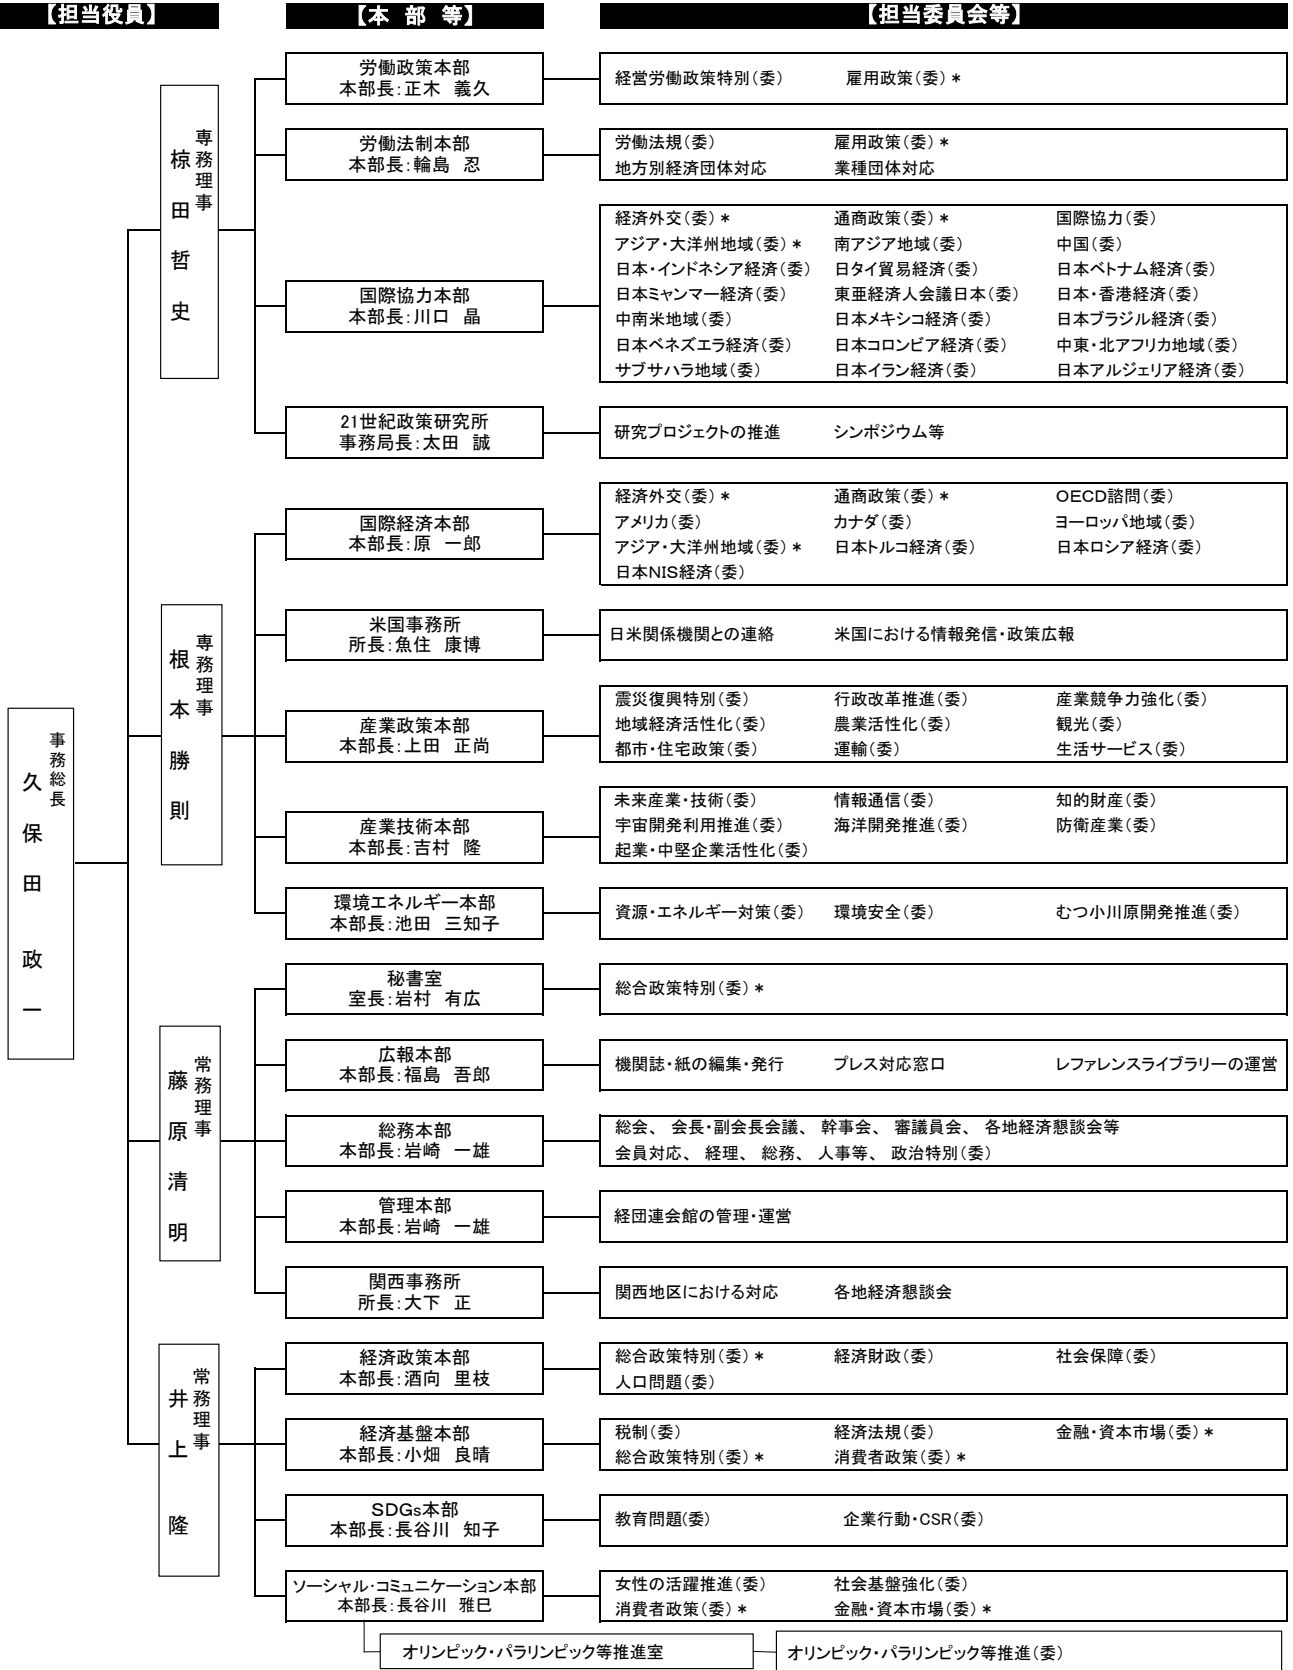 【担当役員】
【本 部 等】
【担当委員会等】
事務総長
久保田 政一
専務理事
椋田哲史
労働政策本部
本部長:正木 義久
経営労働政策特別(委) 雇用政策(委)*
労働法制本部
本部長:輪島 忍
労働法規(委) 雇用政策(委)*
地方別経済団体対応 業種団体対応
国際協力本部
本部長:川口 晶
経済外交(委)* 通商政策(委)* 国際協力(委)
アジア・大洋州地域(委)* 南アジア地域(委) 中国(委)
日本・インドネシア経済(委) 日タイ貿易経済(委) 日本ベトナム経済(委)
日本ミャンマー経済(委) 東亜経済人会議日本(委) 日本・香港経済(委)
中南米地域(委) 日本メキシコ経済(委) 日本ブラジル経済(委)
日本ベネズエラ経済(委) 日本コロンビア経済(委) 中東・北アフリカ地域(委)
サブサハラ地域(委) 日本イラン経済(委) 日本アルジェリア経済(委)
21世紀政策研究所
事務局長:太田 誠
研究プロジェクトの推進 シンポジウム等
専務理事
根本勝則
国際経済本部
本部長:原 一郎
経済外交(委)* 通商政策(委)* OECD諮問(委)
アメリカ(委) カナダ(委) ヨーロッパ地域(委)
アジア・大洋州地域(委)* 日本トルコ経済(委) 日本ロシア経済(委)
日本NIS経済(委)
米国事務所
所長:魚住 康博
日米関係機関との連絡 米国における情報発信・政策広報
産業政策本部
本部長:上田 正尚
震災復興特別(委) 行政改革推進(委) 産業競争力強化(委)
地域経済活性化(委) 農業活性化(委) 観光(委)
都市・住宅政策(委) 運輸(委) 生活サービス(委)
産業技術本部
本部長:吉村 隆
未来産業・技術(委) 情報通信(委) 知的財産(委)
宇宙開発利用推進(委) 海洋開発推進(委) 防衛産業(委)
起業・中堅企業活性化(委)
環境エネルギー本部
本部長:池田 三知子
資源・エネルギー対策(委) 環境安全(委) むつ小川原開発推進(委)
常務理事
藤原清明
秘書室
室長:岩村 有広
総合政策特別(委)*
広報本部
本部長:福島 吾郎
機関誌・紙の編集・発行 プレス対応窓口 レファレンスライブラリーの運営
総務本部
本部長:岩崎 一雄
総会、 会長・副会長会議、 幹事会、 審議員会、 各地経済懇談会等
会員対応、 経理、 総務、 人事等、 政治特別(委)
管理本部
本部長:岩崎 一雄
経団連会館の管理・運営
関西事務所
所長:大下 正
関西地区における対応 各地経済懇談会
常務理事
井上 隆
経済政策本部
本部長:酒向 里枝
総合政策特別(委)* 経済財政(委) 社会保障(委)
人口問題(委)
経済基盤本部
本部長:小畑 良晴
税制(委) 経済法規(委) 金融・資本市場(委)*
総合政策特別(委)* 消費者政策(委)*
SDGs本部
本部長:長谷川 知子
教育問題(委) 企業行動・CSR(委)
ソーシャル・コミュニケーション本部
本部長:長谷川 雅巳
女性の活躍推進(委) 社会基盤強化(委)
消費者政策(委)* 金融・資本市場(委)*
オリンピック・パラリンピック等推進室
オリンピック・パラリンピック等推進(委)